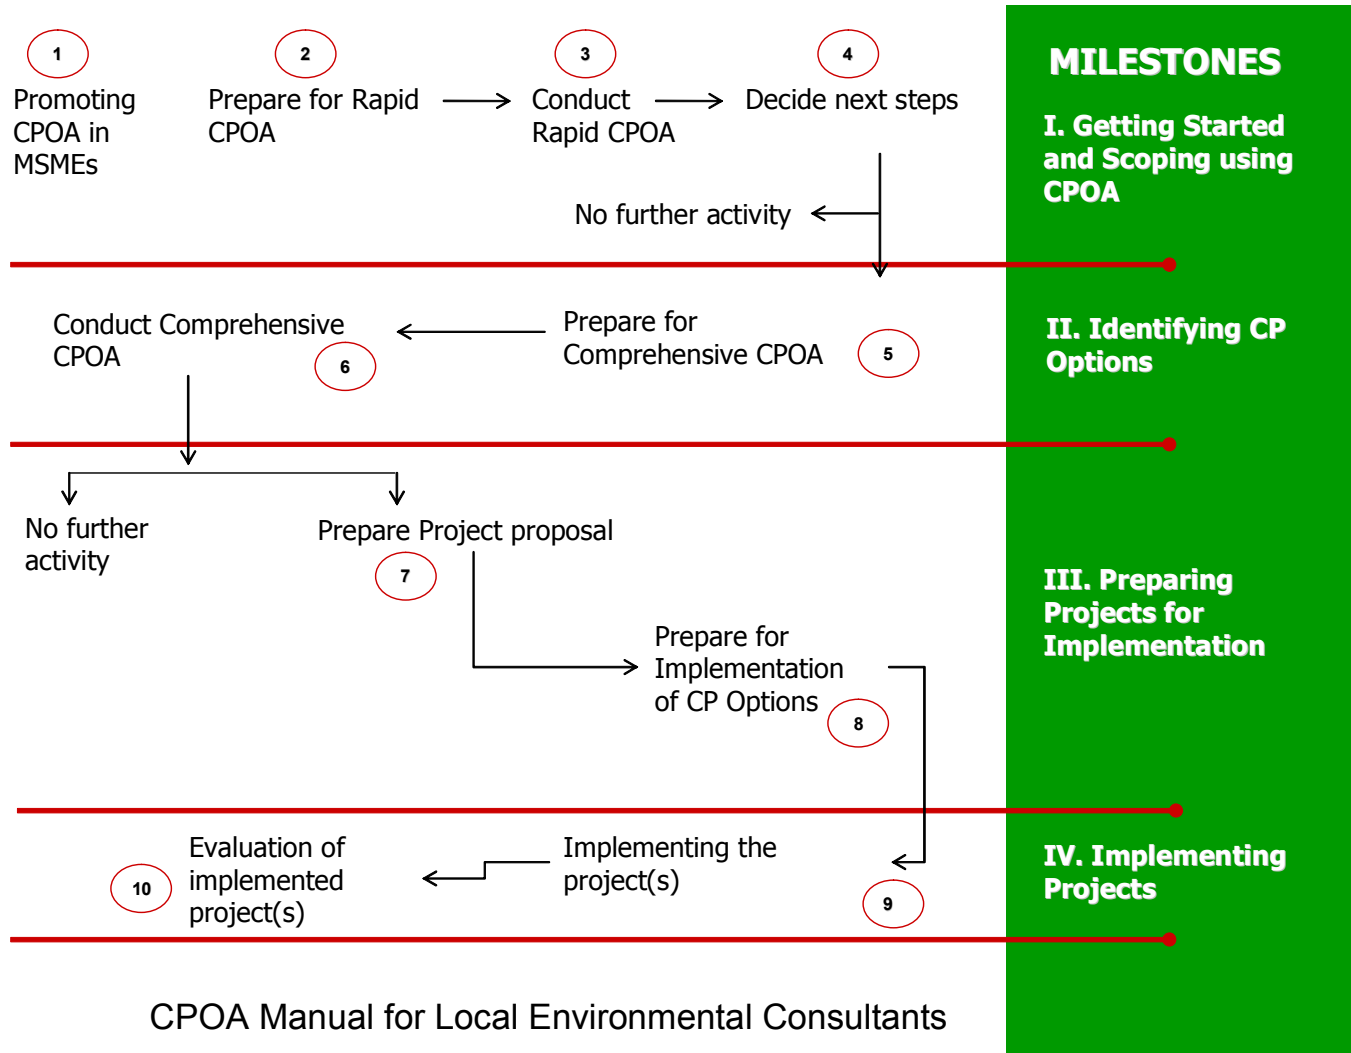 1
2
3
4
Promoting
CPOA in
MSMEs
Prepare for Rapid
CPOA
Conduct
Rapid CPOA
Decide next steps
No further activity
MILESTONES
I. Getting Started
and Scoping using
CPOA
Conduct Comprehensive
CPOA
6
Prepare for
Comprehensive CPOA
5
II. Identifying CP
Options
No further
activity
Prepare Project proposal
7
Prepare for
Implementation
of CP Options
8
III. Preparing
Projects for
Implementation
10
Evaluation of
implemented
project(s)
Implementing the
project(s)
9
IV. Implementing
Projects
CPOA Manual for Local Environmental Consultants